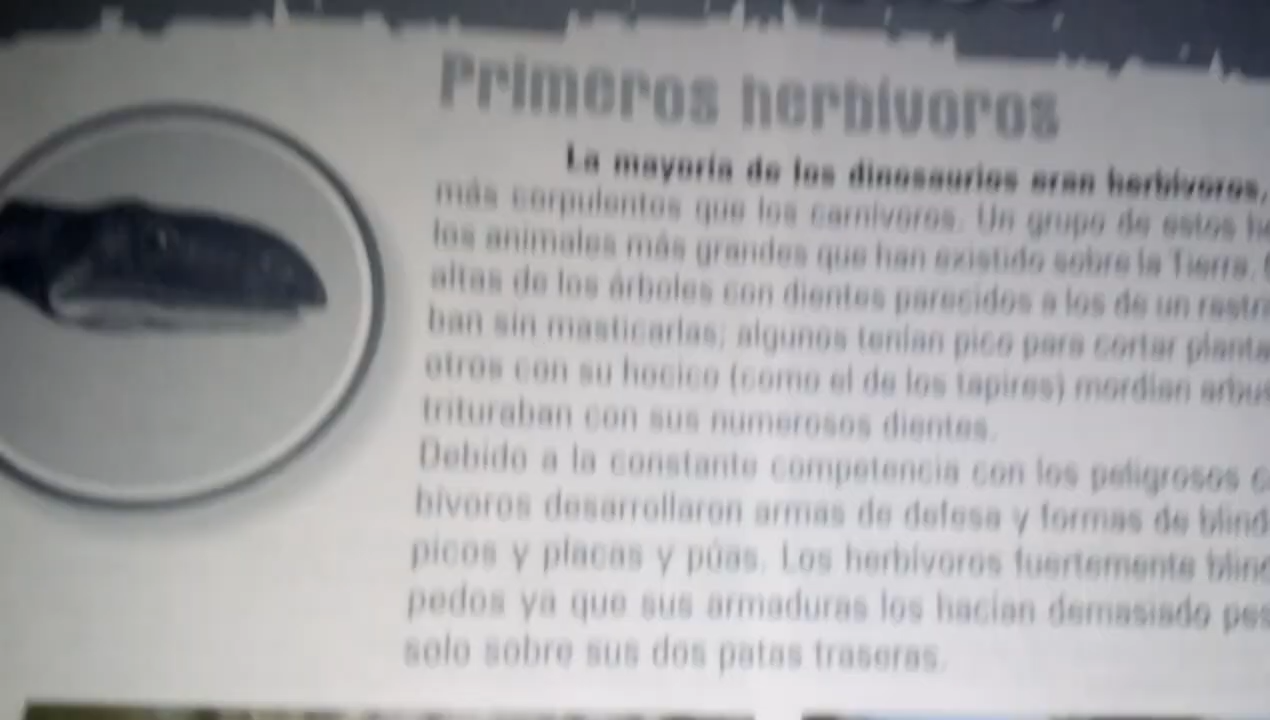 Primeros herbívoros
La mayoría de los dinosaurios eran herbívoros,
más corpulentos que los carnívoros. Un grupo de estos
los animales más grandes que han existido sobre la Tierra.
altas de los árboles con dientes parecidos a los de un
ban sin masticarlas; algunos tenían pico para cortar
otros con su hocico (como el de los tapires) mordían
trituraban con sus numerosos dientes.
Debido a la constante competencia con los peligrosos
bívoros desarrollaron armas de defesa y formas de
picos y placas y púas. Los herbívoros fuertemente
pedos ya que sus armaduras los hacían demasiado
solo sobre sus dos patas traseras.